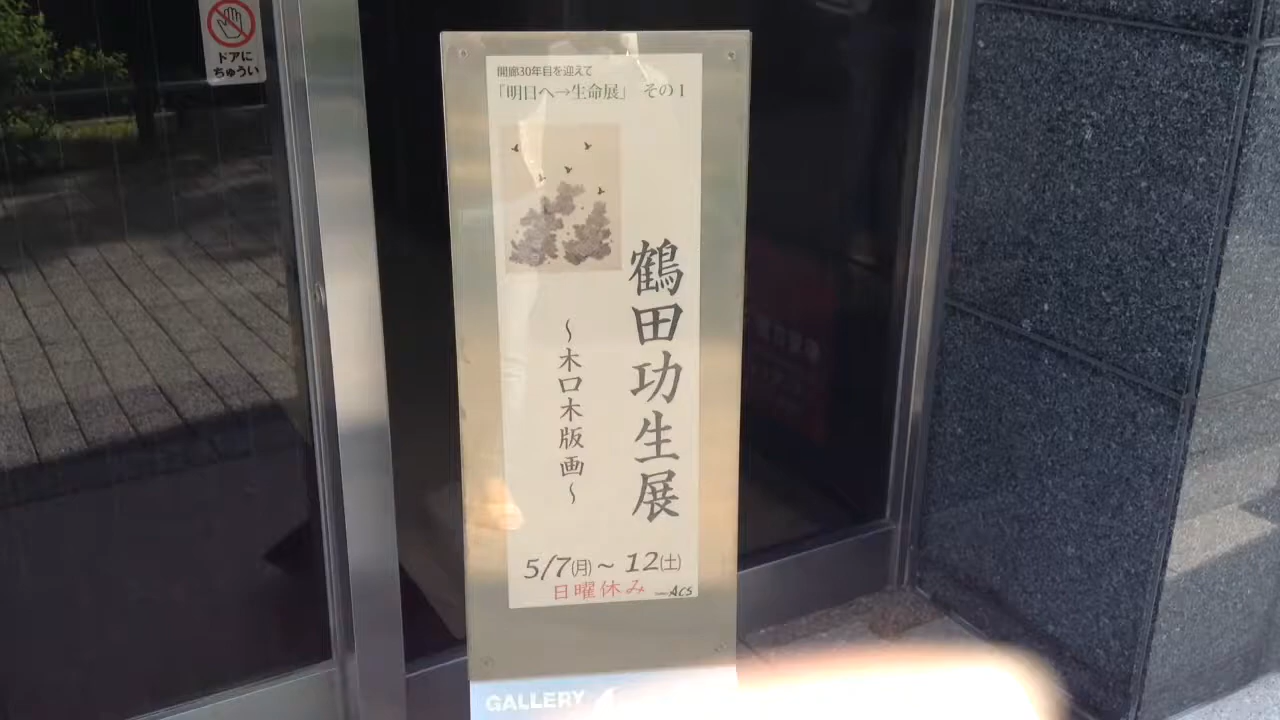 ドアに
ちゅうい
開廊30年目を迎えて
「明日へ→生命展」 その1
鶴田功生展
～木口木版画～
5/7(月)～12(土)
日曜休み
ACS
GALLERY